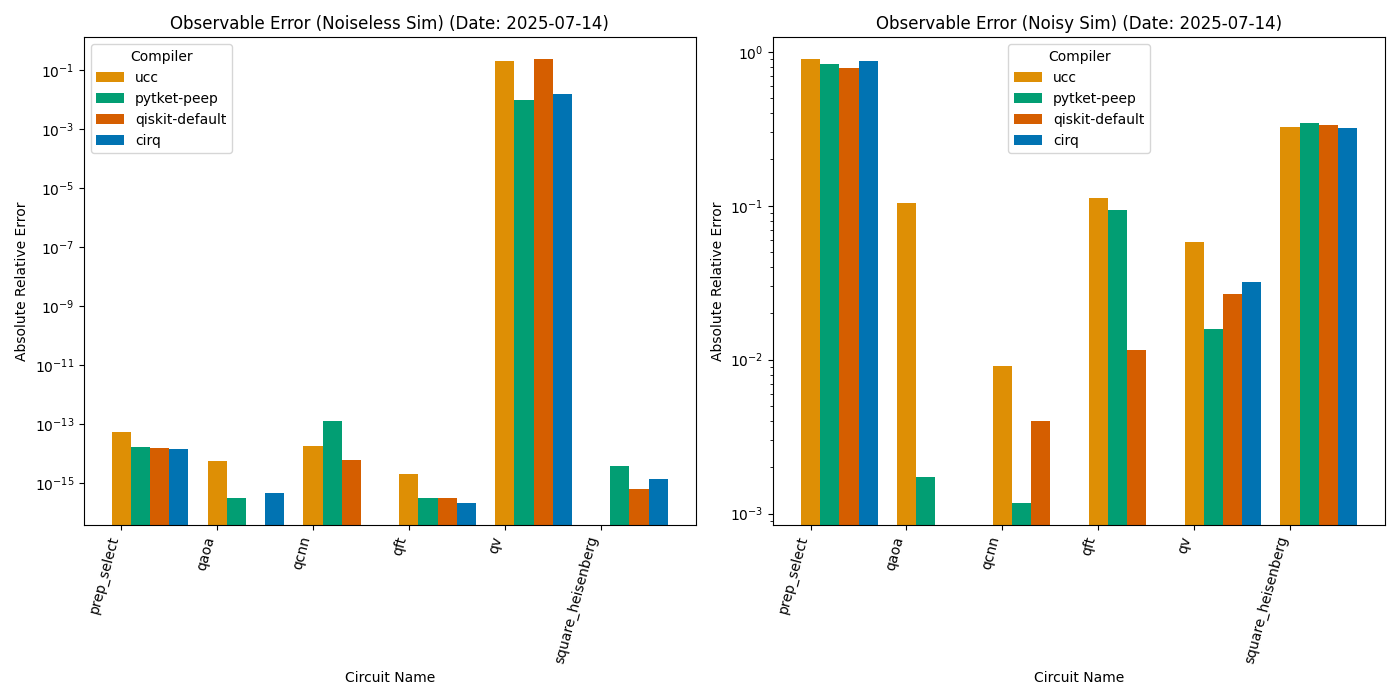 Observable Error (Noiseless Sim) (Date: 2025-07-14)
Absolute Relative Error
10⁻¹
10⁻³
10⁻⁵
10⁻⁷
10⁻⁹
10⁻¹¹
10⁻¹³
10⁻¹⁵
Compiler
ucc
pytket-peep
qiskit-default
cirq
prep_select
qaoa
qcnn
qft
qv
square_heisenberg
Circuit Name
Observable Error (Noisy Sim) (Date: 2025-07-14)
Absolute Relative Error
10⁰
10⁻¹
10⁻²
10⁻³
Compiler
ucc
pytket-peep
qiskit-default
cirq
prep_select
qaoa
qcnn
qft
qv
square_heisenberg
Circuit Name